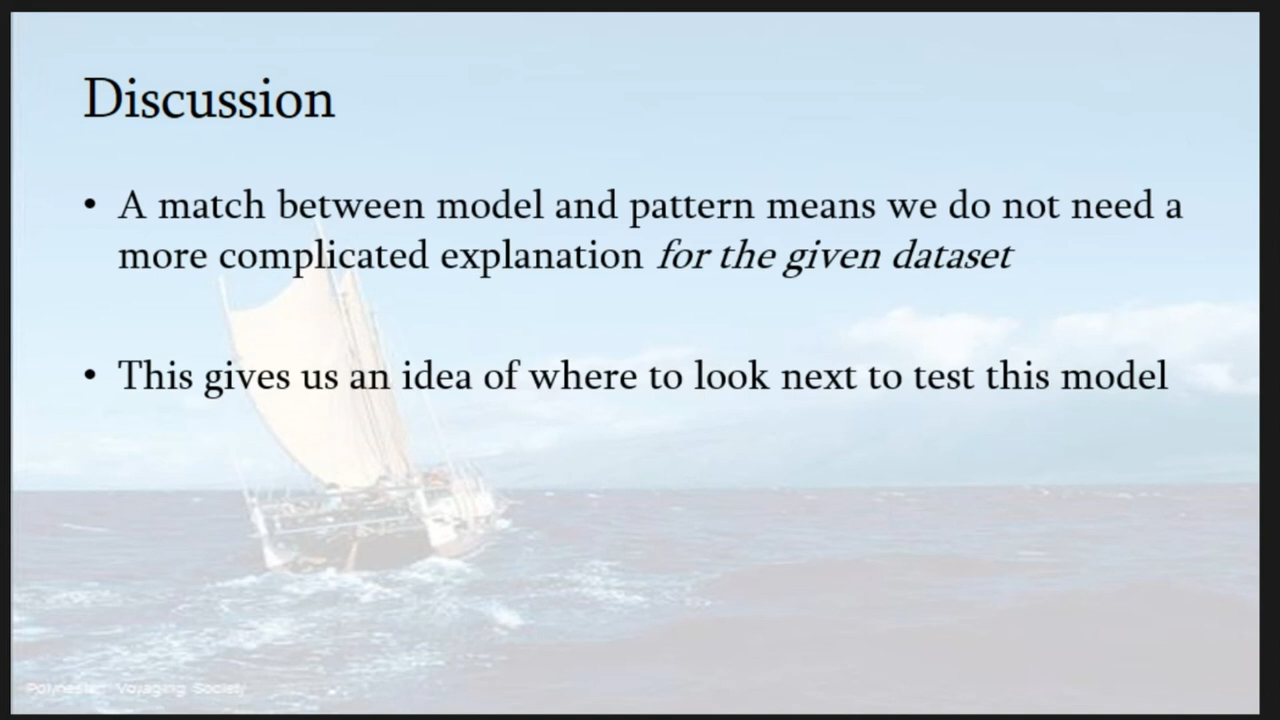 Discussion
• A match between model and pattern means we do not need a
more complicated explanation for the given dataset
• This gives us an idea of where to look next to test this model
Polynesian Voyaging Society